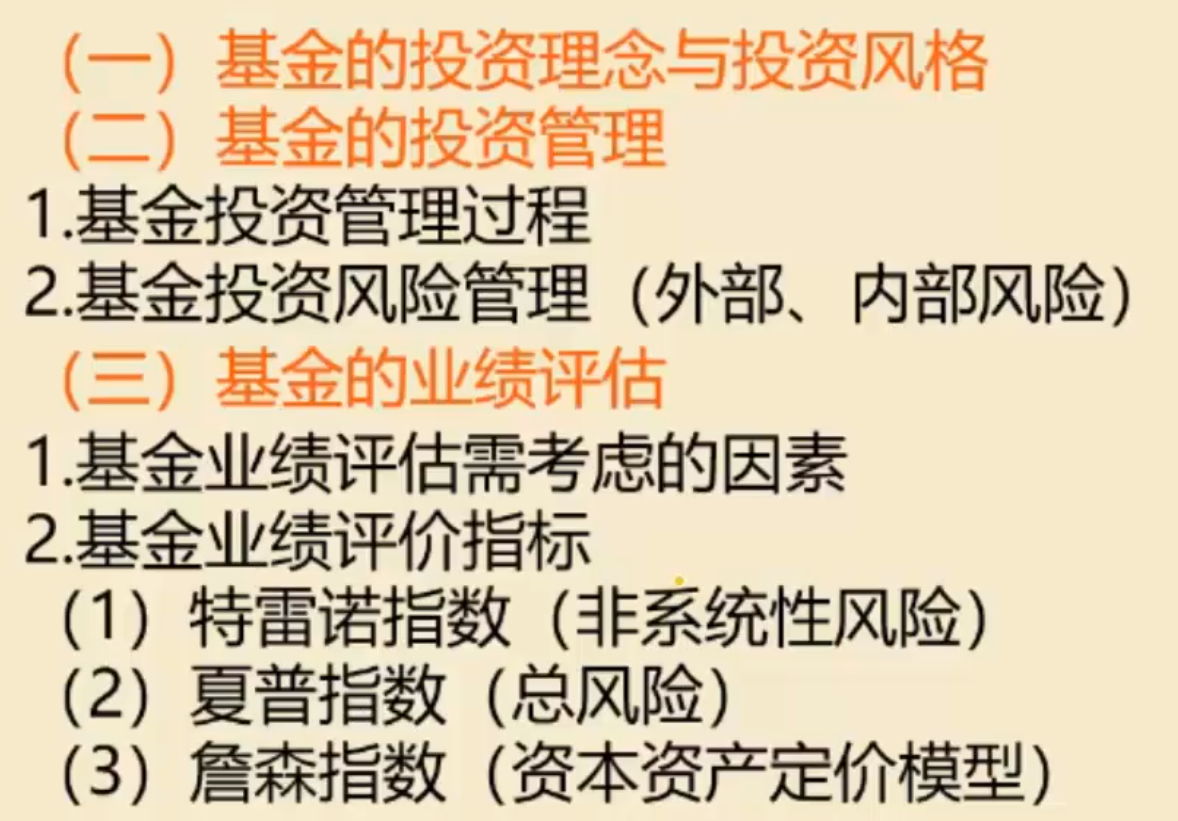 （一）基金的投资理念与投资风格
（二）基金的投资管理
1.基金投资管理过程
2.基金投资风险管理（外部、内部风险）
（三）基金的业绩评估
1.基金业绩评估需考虑的因素
2.基金业绩评价指标
（1）特雷诺指数（非系统性风险）
（2）夏普指数（总风险）
（3）詹森指数（资本资产定价模型）